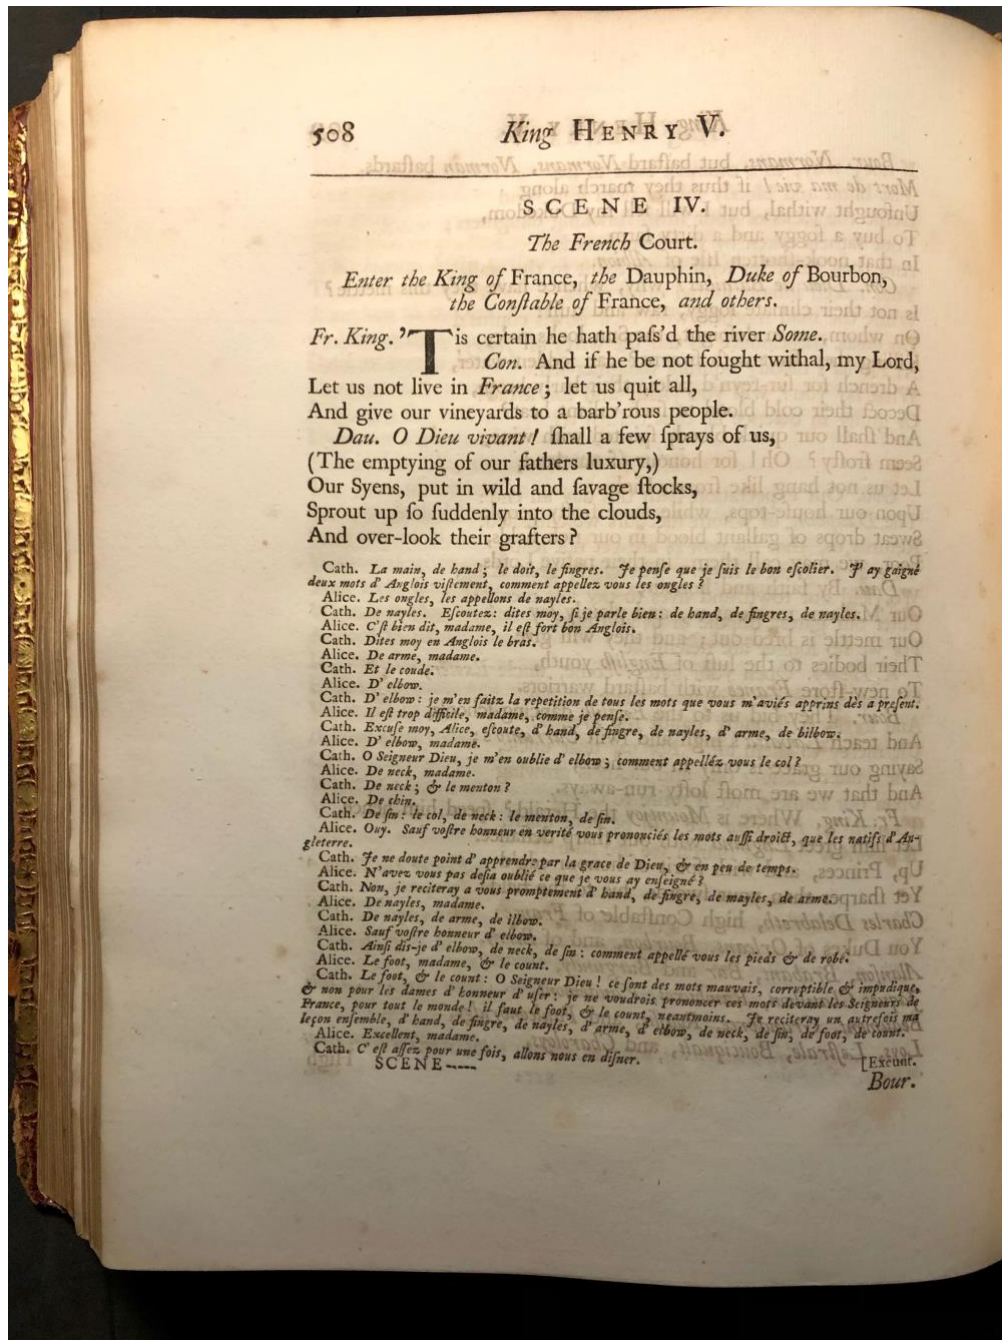 508 King HENRY V.
SCENE IV.
The French Court.
Enter the King of France, the Dauphin, Duke of Bourbon,
the Conſtable of France, and others.
Fr. King. 'Tis certain he hath paſs'd the river Some.
Con. And if he be not fought withal, my Lord,
Let us not live in France; let us quit all,
And give our vineyards to a barb'rous people.
Dau. O Dieu vivant! ſhall a few ſprays of us,
(The emptying of our fathers luxury,)
Our Syens, put in wild and ſavage ſtocks,
Sprout up ſo ſuddenly into the clouds,
And over-look their grafters?
Cath. La main, de hand; le doit, le fingres. Je penſe que je ſuis le bon eſcolier. J' ay gaigné
deux mots d' Anglois viſtement, comment appellez vous les ongles?
Alice. Les ongles, les appellons de nayles.
Cath. De nayles. Eſcoutez: dites moy, ſi je parle bien: de hand, de fingres, de nayles.
Alice. C'ſt bien dit, madame, il eſt fort bon Anglois.
Cath. Dites moy en Anglois le bras.
Alice. De arme, madame.
Cath. Et le coude.
Alice. D' elbow.
Cath. D' elbow: je m'en faitz la repetition de tous les mots que vous m'aviés apprins dès a preſent.
Alice. Il eſt trop difficile, madame, comme je penſe.
Cath. Excuſe moy, Alice, eſcoute, d' hand, de fingre, de nayles, d' arme, de bilbow.
Alice. D' elbow, madame.
Cath. O Seigneur Dieu, je m'en oublie d' elbow; comment appelléz vous le col?
Alice. De neck, madame.
Cath. De neck; & le menton?
Alice. De chin.
Cath. De ſin: le col, de neck: le menton, de ſin.
Alice. Ouy. Sauf voſtre honneur en verité vous prononciés les mots auſſi droict, que les natifs d'An-
gleterre.
Cath. Je ne doute point d' apprendre par la grace de Dieu, & en peu de temps.
Alice. N'avez vous pas deſia oublié ce que je vous ay enſeigné?
Cath. Non, je reciteray a vous promptement d' hand, de fingre, de mayles, de arme.
Alice. De nayles, madame.
Cath. De nayles, de arme, de ilbow.
Alice. Sauf voſtre honneur d' elbow.
Cath. Ainſi dis-je d' elbow, de neck, de ſin: comment appellé vous les pieds & de robe.
Alice. Le foot, madame, & le count.
Cath. Le foot, & le count: O Seigneur Dieu! ce ſont des mots mauvais, corruptible & impudique,
& non pour les dames d' honneur d' uſer: je ne voudrois prononcer ces mots devant les Seigneurs de
France, pour tout le monde! il faut le foot, & le count, neantmoins. Je reciteray un autrefois ma
leçon enſemble, d' hand, de fingre, de nayles, d' arme, d' elbow, de neck, de ſin, de foot, de count.
Alice. Excellent, madame.
Cath. C' eſt aſſez pour une fois, allons nous en diſner. [Exeunt.
SCENE-----
Bour.